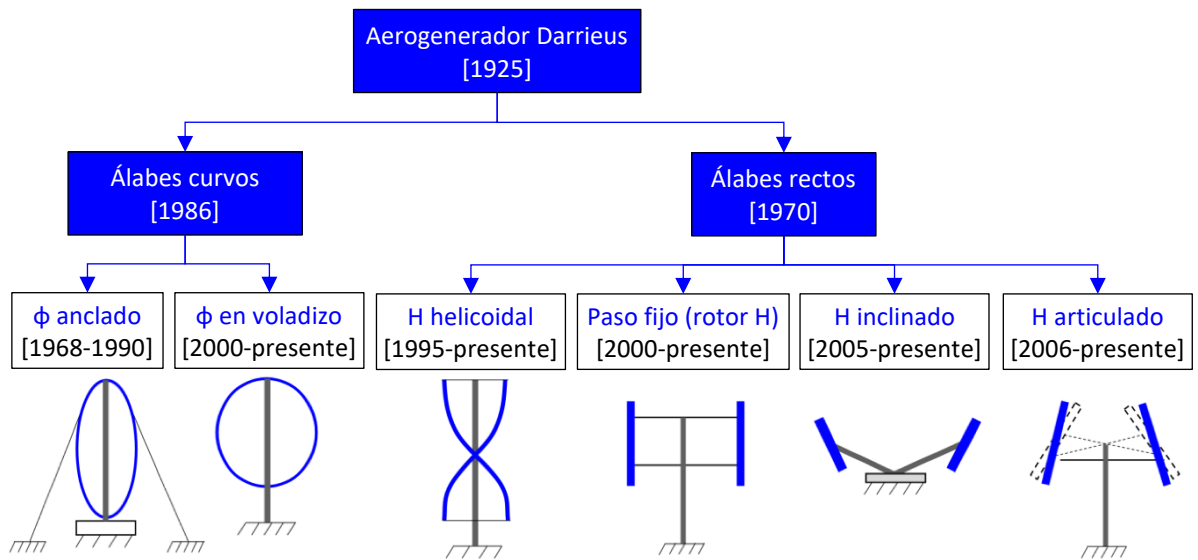 Aerogenerador Darrieus
[1925]
Álabes curvos
[1986]
Álabes rectos
[1970]
ϕ anclado
[1968-1990]
ϕ en voladizo
[2000-presente]
H helicoidal
[1995-presente]
Paso fijo (rotor H)
[2000-presente]
H inclinado
[2005-presente]
H articulado
[2006-presente]